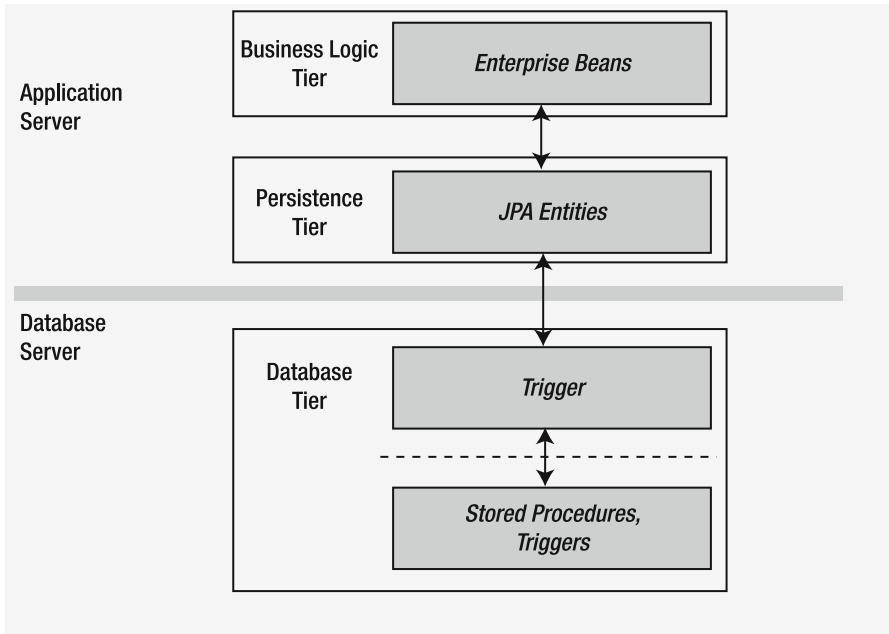 Application
Server
Business Logic
Tier
Enterprise Beans
Persistence
Tier
JPA Entities
Database
Server
Database
Tier
Trigger
Stored Procedures,
Triggers